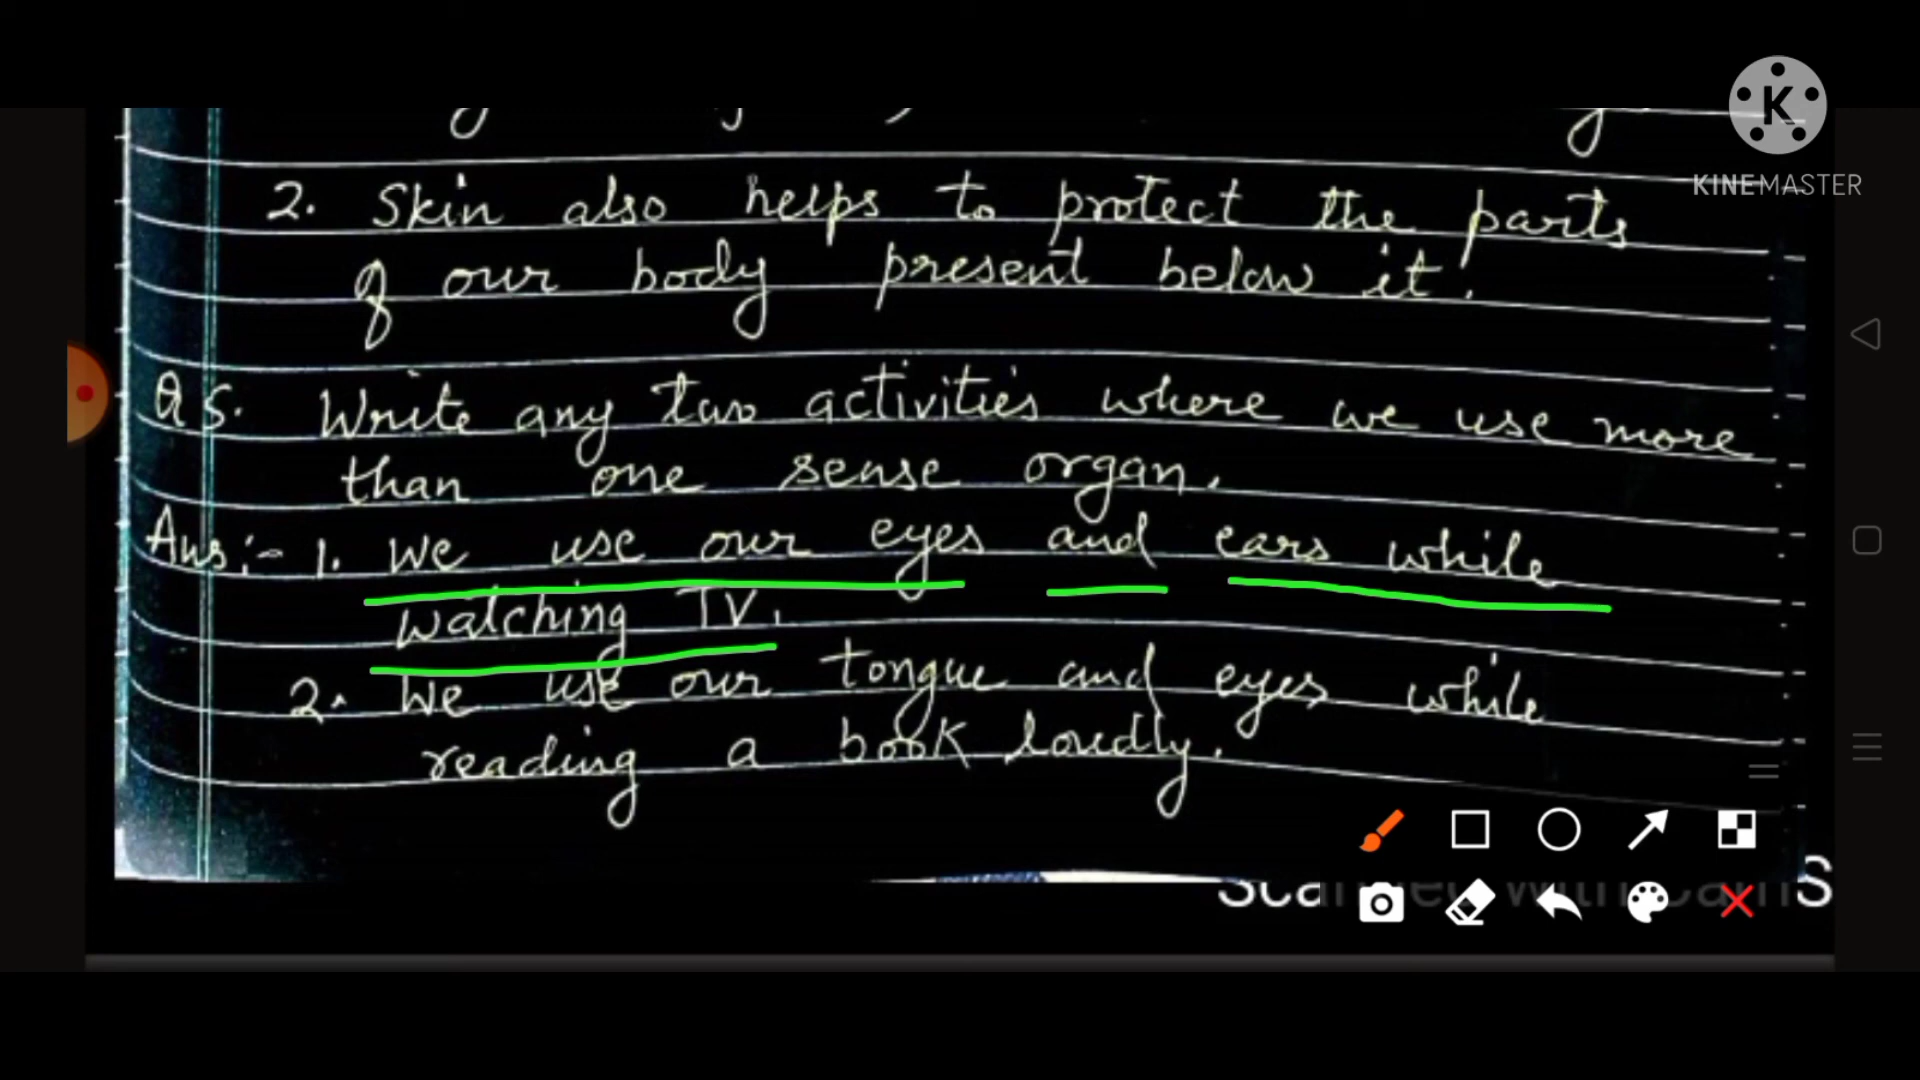 KINEMASTER
2. Skin also helps to protect the parts
of our body present below it.
Q5. Write any two activities where we use more
than one sense organ.
Ans:- 1. We use our eyes and ears while
watching TV.
2. We use our tongue and eyes while
reading a book loudly.